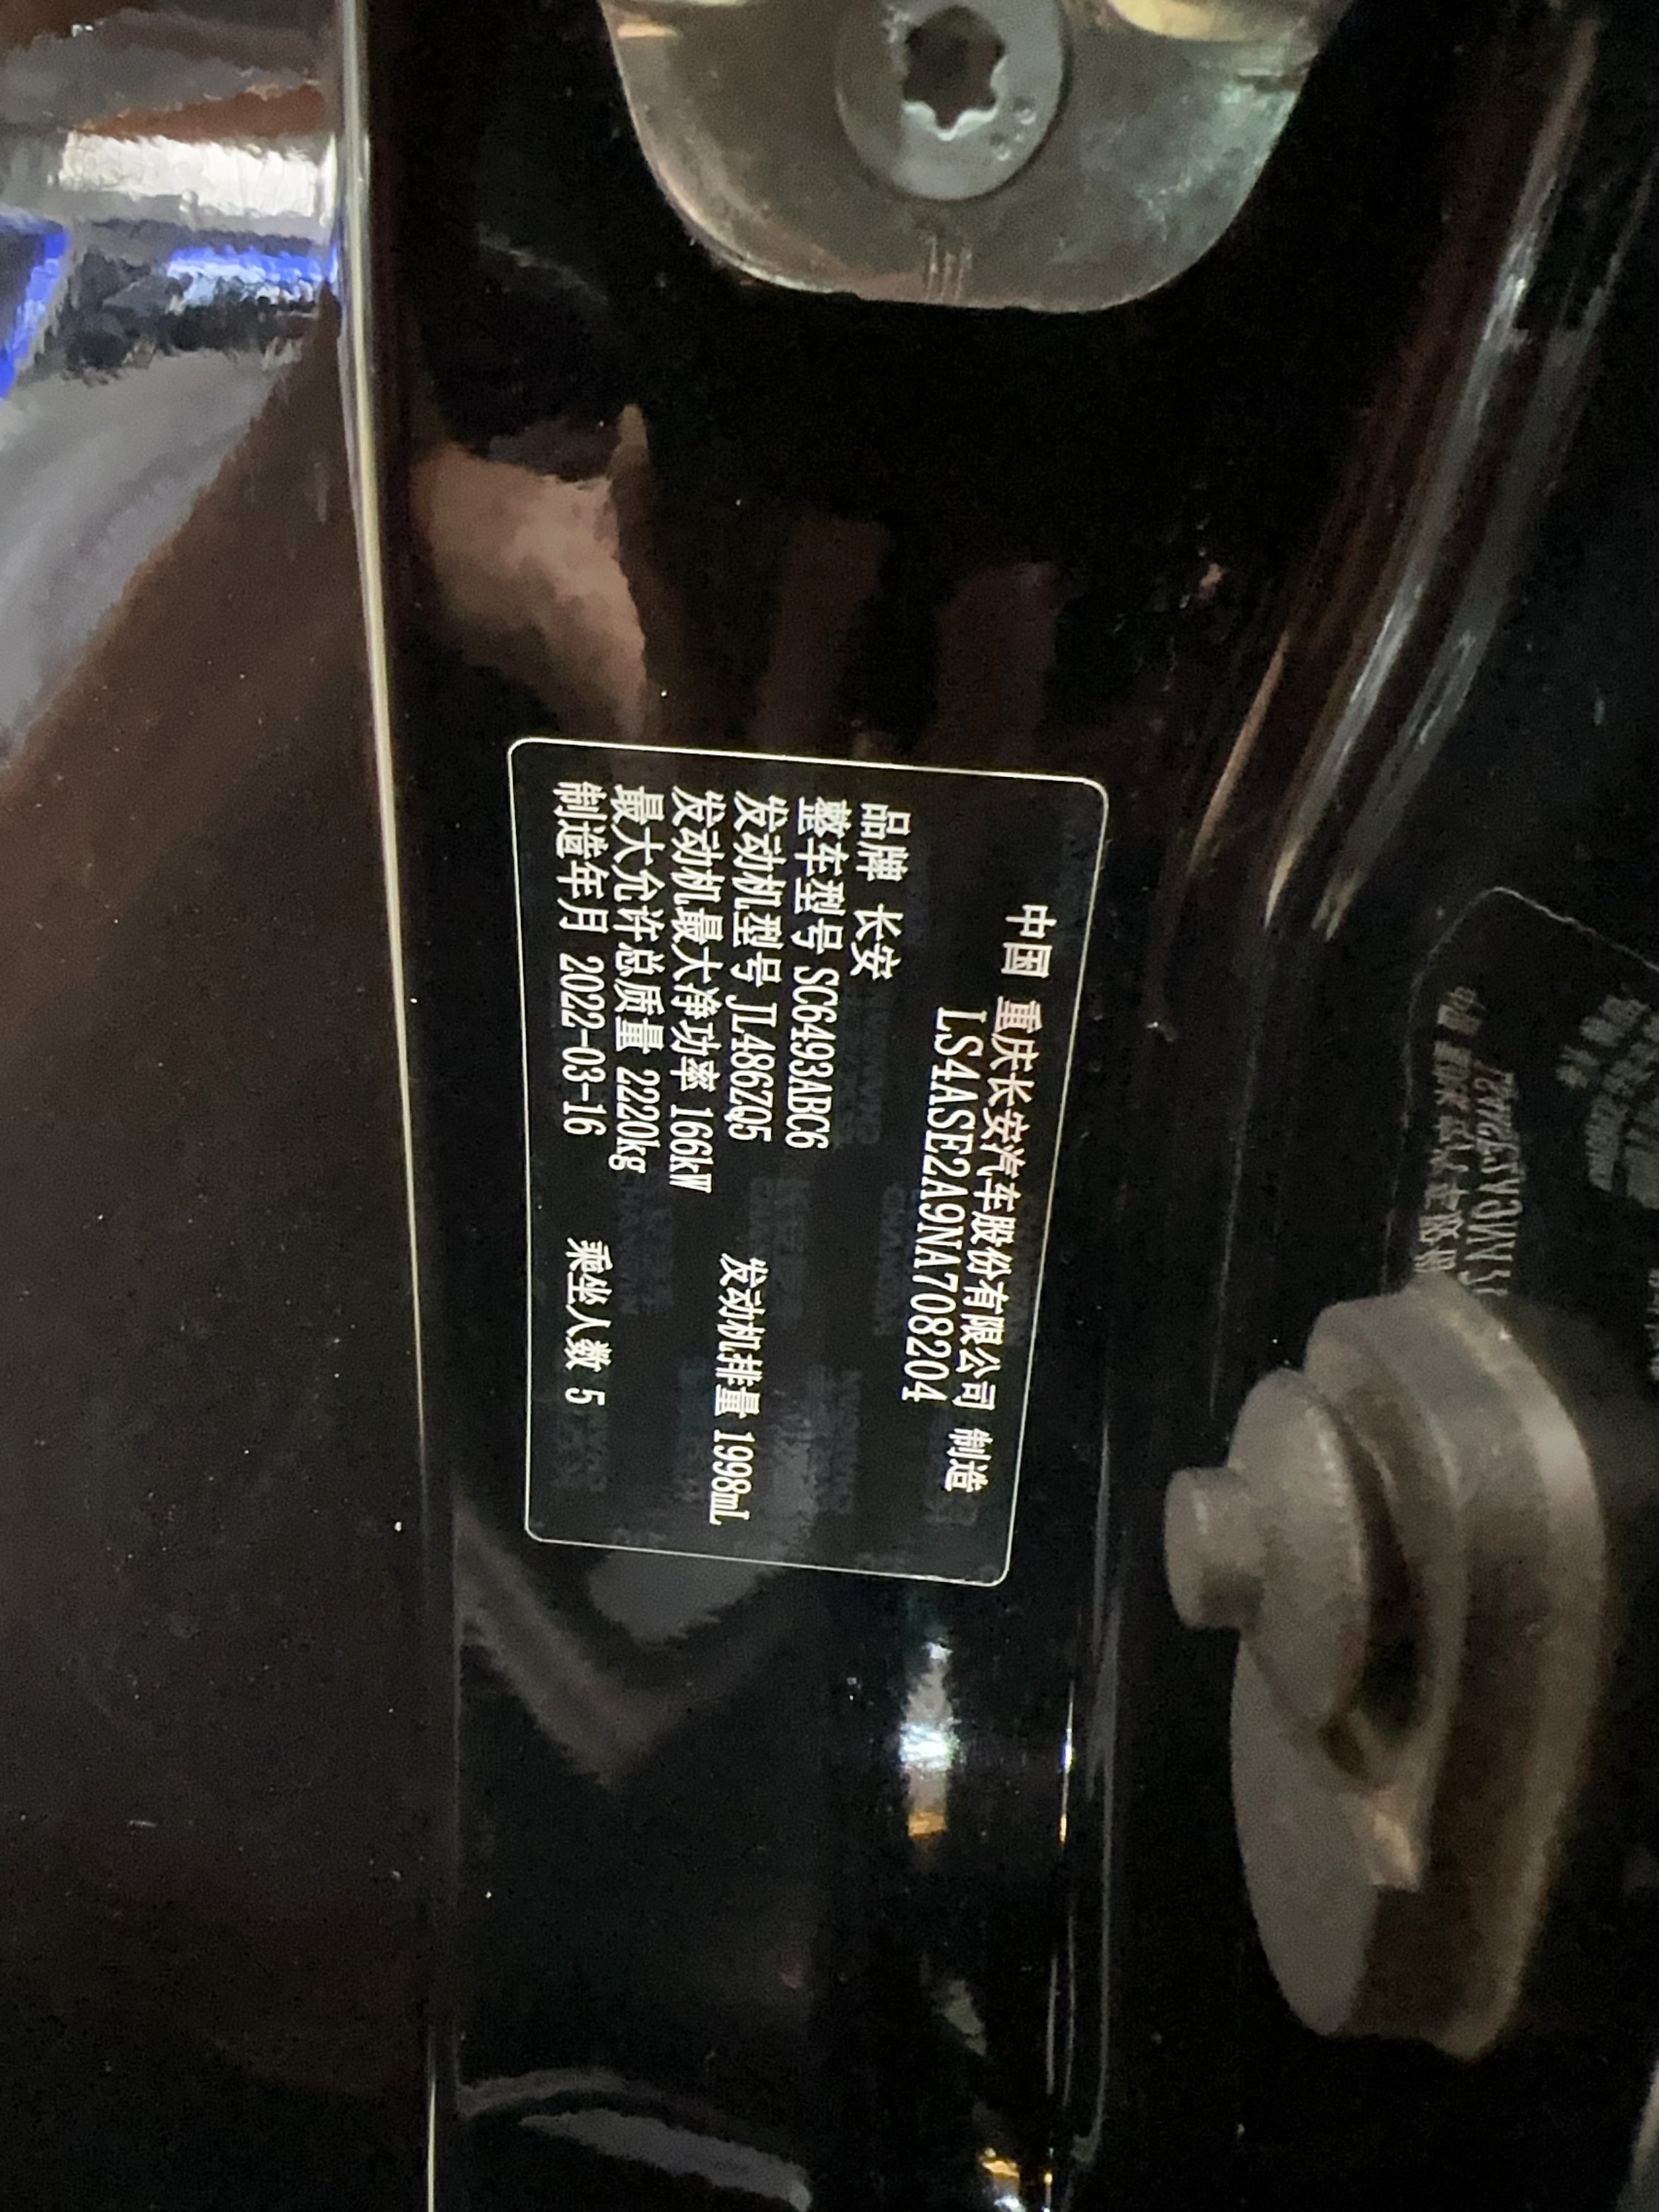 中国 重庆长安汽车股份有限公司 制造
LS4ASE2A9NA708204
品牌 长安
整车型号 SC6493ABC6
发动机型号 JL486ZQ5 发动机排量 1998mL
发动机最大净功率 166kW
最大允许总质量 2220kg
制造年月 2022-03-16 乘坐人数 5